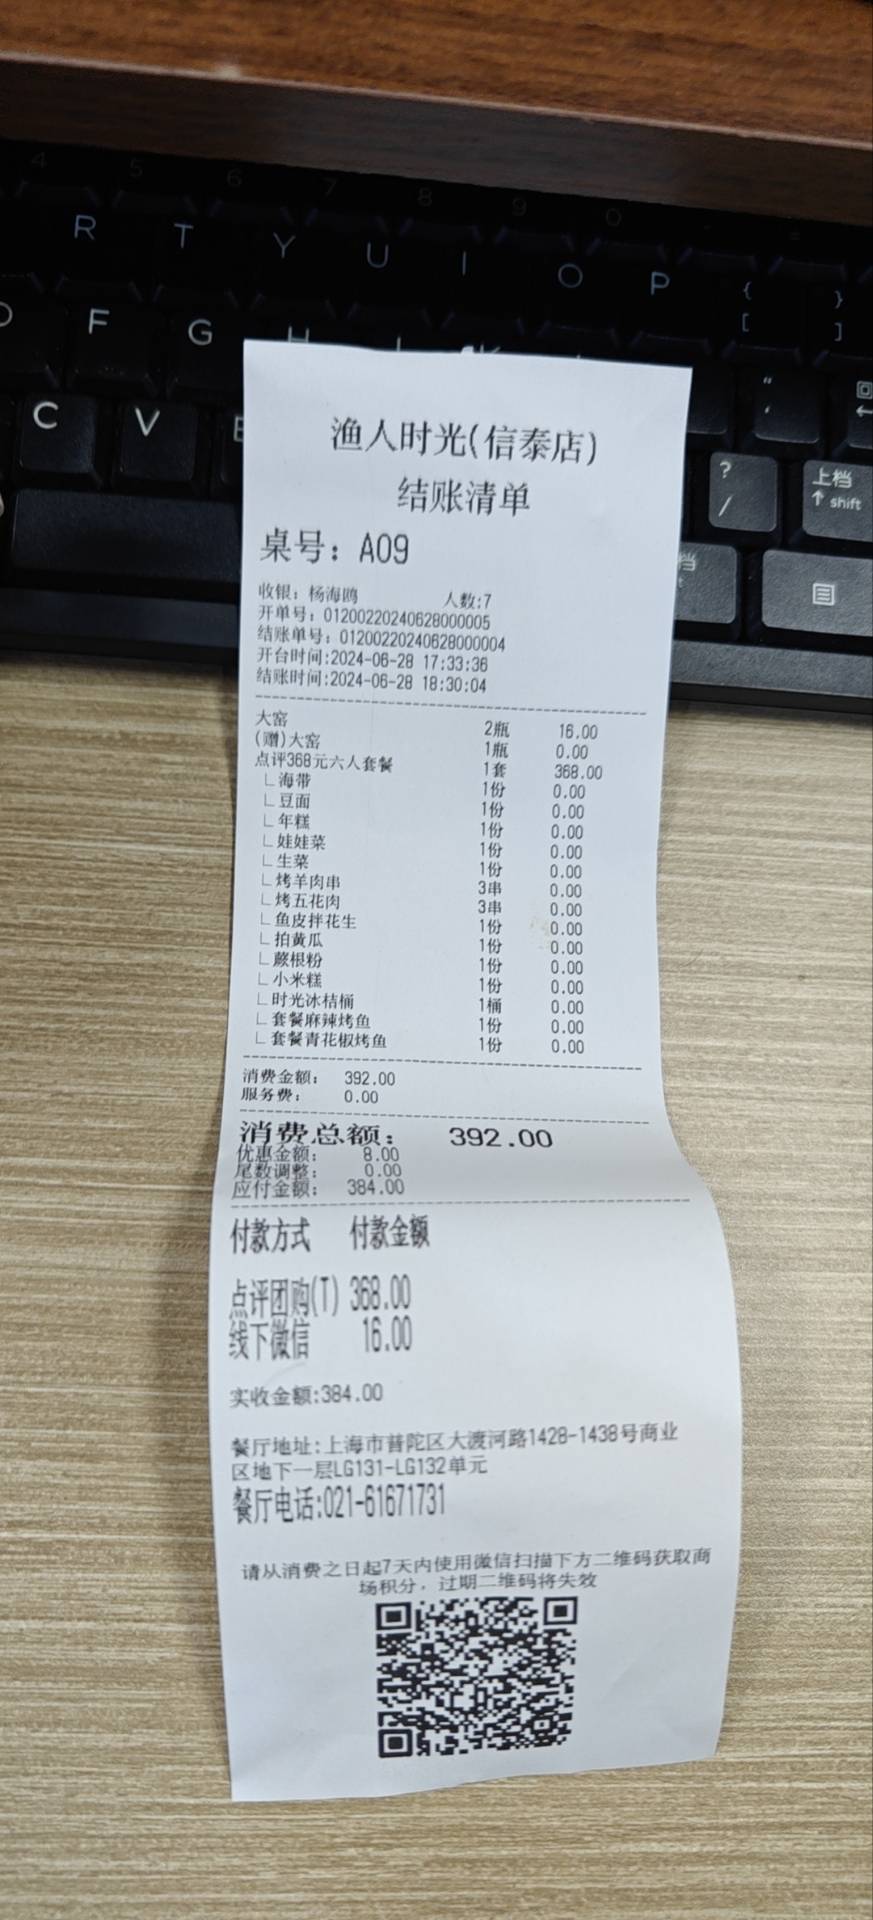 4 5 6 7 8 9 0
R T Y U I O P { [ } ]
F G H
C V " ' ? / 上档 ↑ shift
渔人时光(信泰店)
结账清单
桌号：A09
收银：杨海鸥 人数:7
开单号：01200220240628000005
结账单号：01200220240628000004
开台时间:2024-06-28 17:33:36
结账时间:2024-06-28 18:30:04
大窑 2瓶 16.00
(赠)大窑 1瓶 0.00
点评368元六人套餐 1套 368.00
∟海带 1份 0.00
∟豆面 1份 0.00
∟年糕 1份 0.00
∟娃娃菜 1份 0.00
∟生菜 1份 0.00
∟烤羊肉串 3串 0.00
∟烤五花肉 3串 0.00
∟鱼皮拌花生 1份 0.00
∟拍黄瓜 1份 0.00
∟蕨根粉 1份 0.00
∟小米糕 1份 0.00
∟时光冰桔桶 1桶 0.00
∟套餐麻辣烤鱼 1份 0.00
∟套餐青花椒烤鱼 1份 0.00
消费金额： 392.00
服务费： 0.00
消费总额： 392.00
优惠金额： 8.00
尾数调整： 0.00
应付金额： 384.00
付款方式 付款金额
点评团购(T) 368.00
线下微信 16.00
实收金额:384.00
餐厅地址:上海市普陀区大渡河路1428-1438号商业
区地下一层LG131-LG132单元
餐厅电话:021-61671731
请从消费之日起7天内使用微信扫描下方二维码获取商
场积分，过期二维码将失效